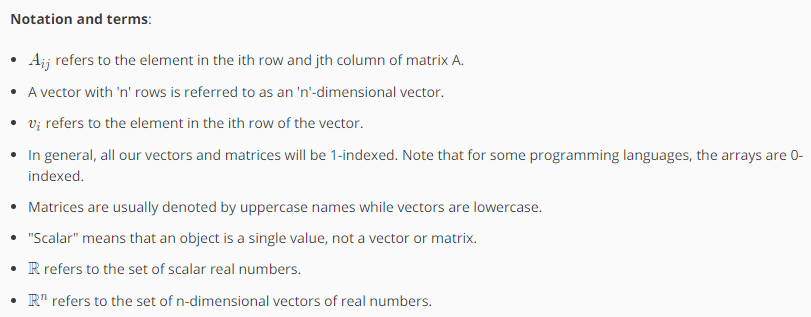 Notation and terms:
• A_{ij} refers to the element in the ith row and jth column of matrix A.
• A vector with 'n' rows is referred to as an 'n'-dimensional vector.
• v_i refers to the element in the ith row of the vector.
• In general, all our vectors and matrices will be 1-indexed. Note that for some programming languages, the arrays are 0-
indexed.
• Matrices are usually denoted by uppercase names while vectors are lowercase.
• "Scalar" means that an object is a single value, not a vector or matrix.
• ℝ refers to the set of scalar real numbers.
• ℝⁿ refers to the set of n-dimensional vectors of real numbers.